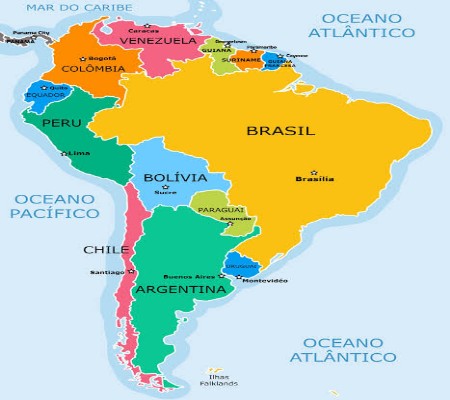 MAR DO CARIBE
OCEANO
ATLÂNTICO
Panama City
PANAMÁ
Caracas
VENEZUELA
Georgetown
GUIANA
Paramaribo
SURINAME
Cayenne
GUIANA
FRANCESA
Bogotá
COLÔMBIA
Quito
EQUADOR
PERU
Lima
BRASIL
Brasília
BOLÍVIA
Sucre
OCEANO
PACÍFICO
PARAGUAI
Assunção
CHILE
Santiago
URUGUAI
Buenos Aires
Montevidéo
ARGENTINA
OCEANO
ATLÂNTICO
Ilhas
Falklands